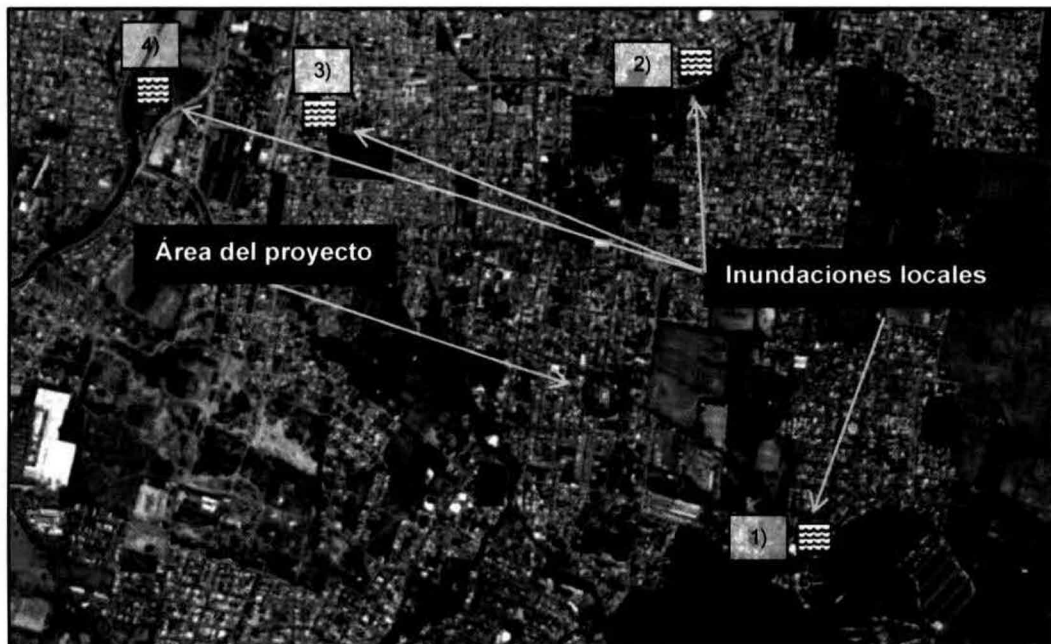 4)
3)
2)
Área del proyecto
Inundaciones locales
1)